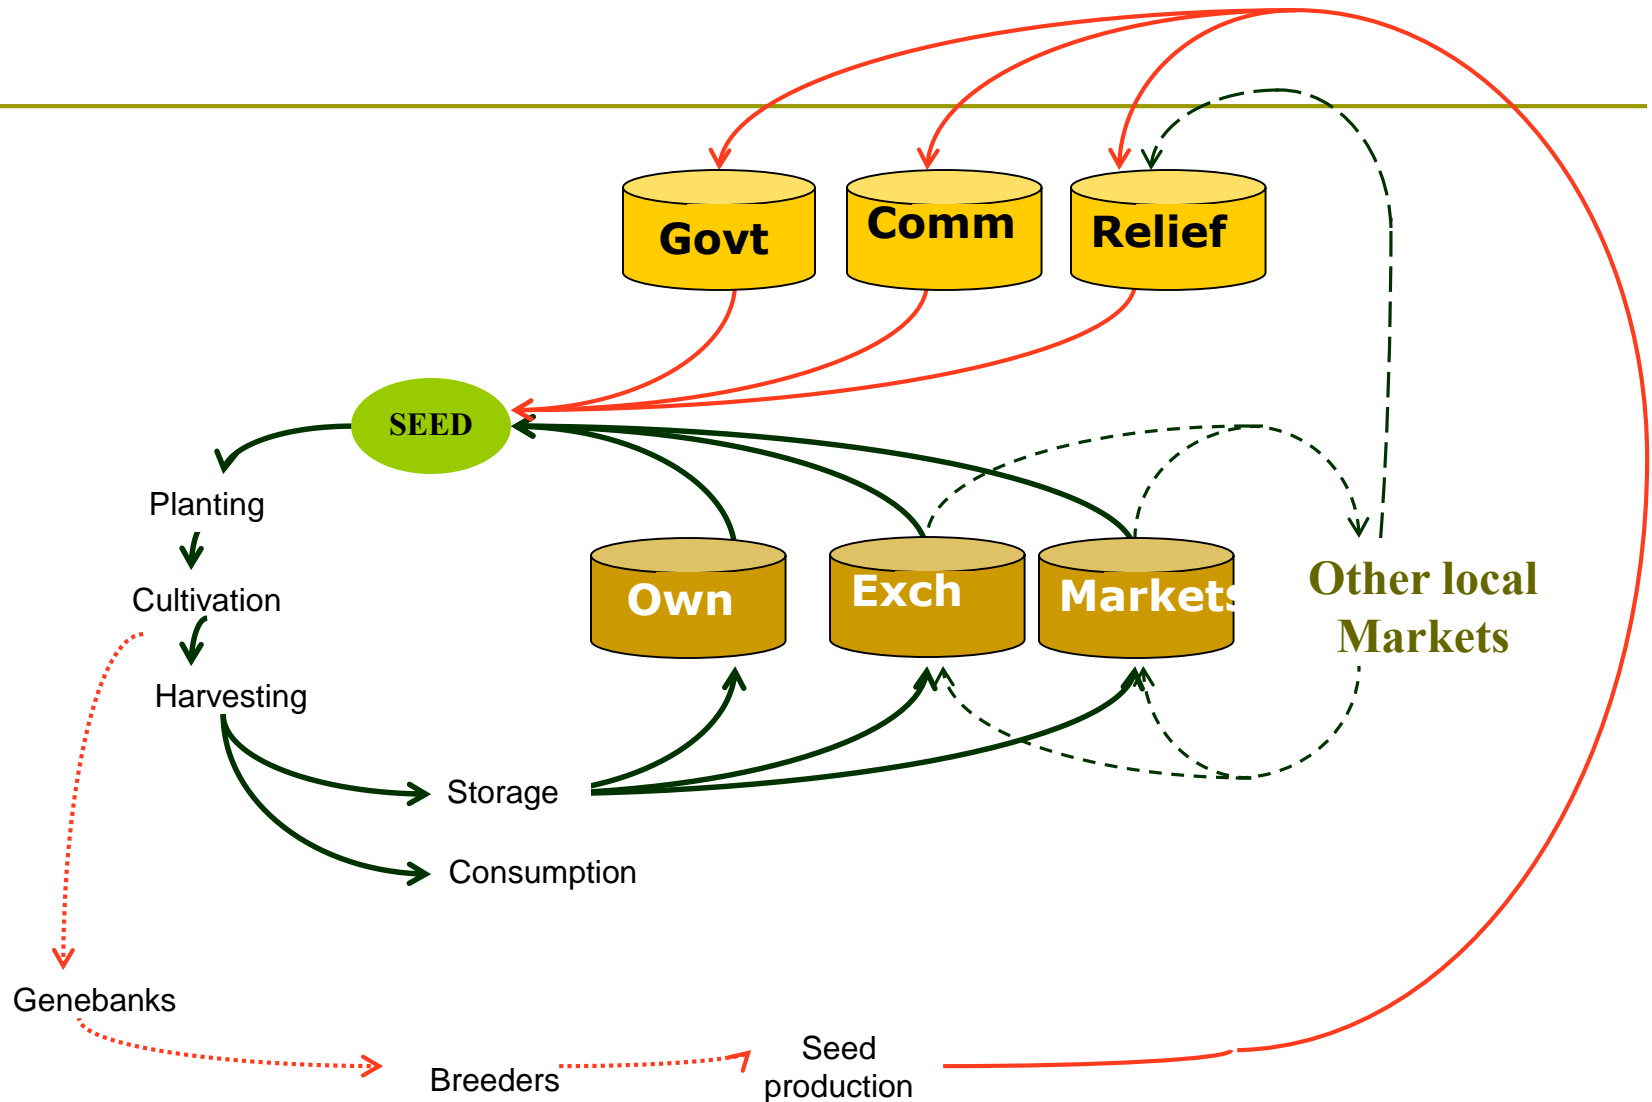 Govt
Comm
Relief
SEED
Planting
Cultivation
Harvesting
Own
Exch
Markets
Other local
Markets
Storage
Consumption
Genebanks
Breeders
Seed
production